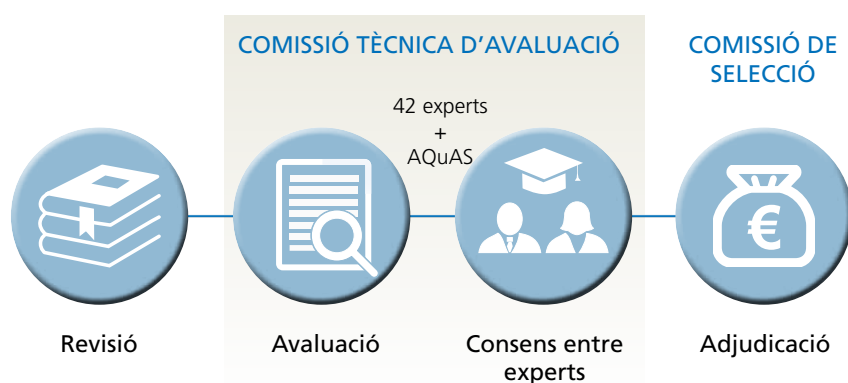 COMISSIÓ TÈCNICA D'AVALUACIÓ
COMISSIÓ DE
SELECCIÓ
42 experts
+
AQuAS
€
Revisió
Avaluació
Consens entre
experts
Adjudicació